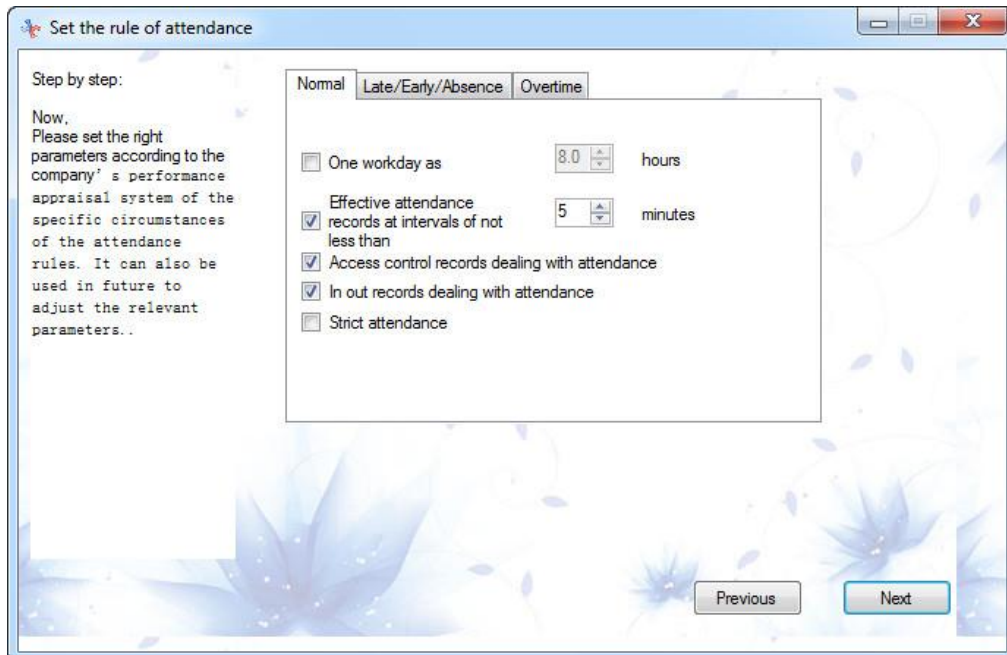 Set the rule of attendance
Step by step:
Now,
Please set the right
parameters according to the
company's performance
appraisal system of the
specific circumstances
of the attendance
rules. It can also be
used in future to
adjust the relevant
parameters..
Normal Late/Early/Absence Overtime
One workday as 8.0 hours
Effective attendance
records at intervals of not
less than
5 minutes
Access control records dealing with attendance
In out records dealing with attendance
Strict attendance
Previous Next